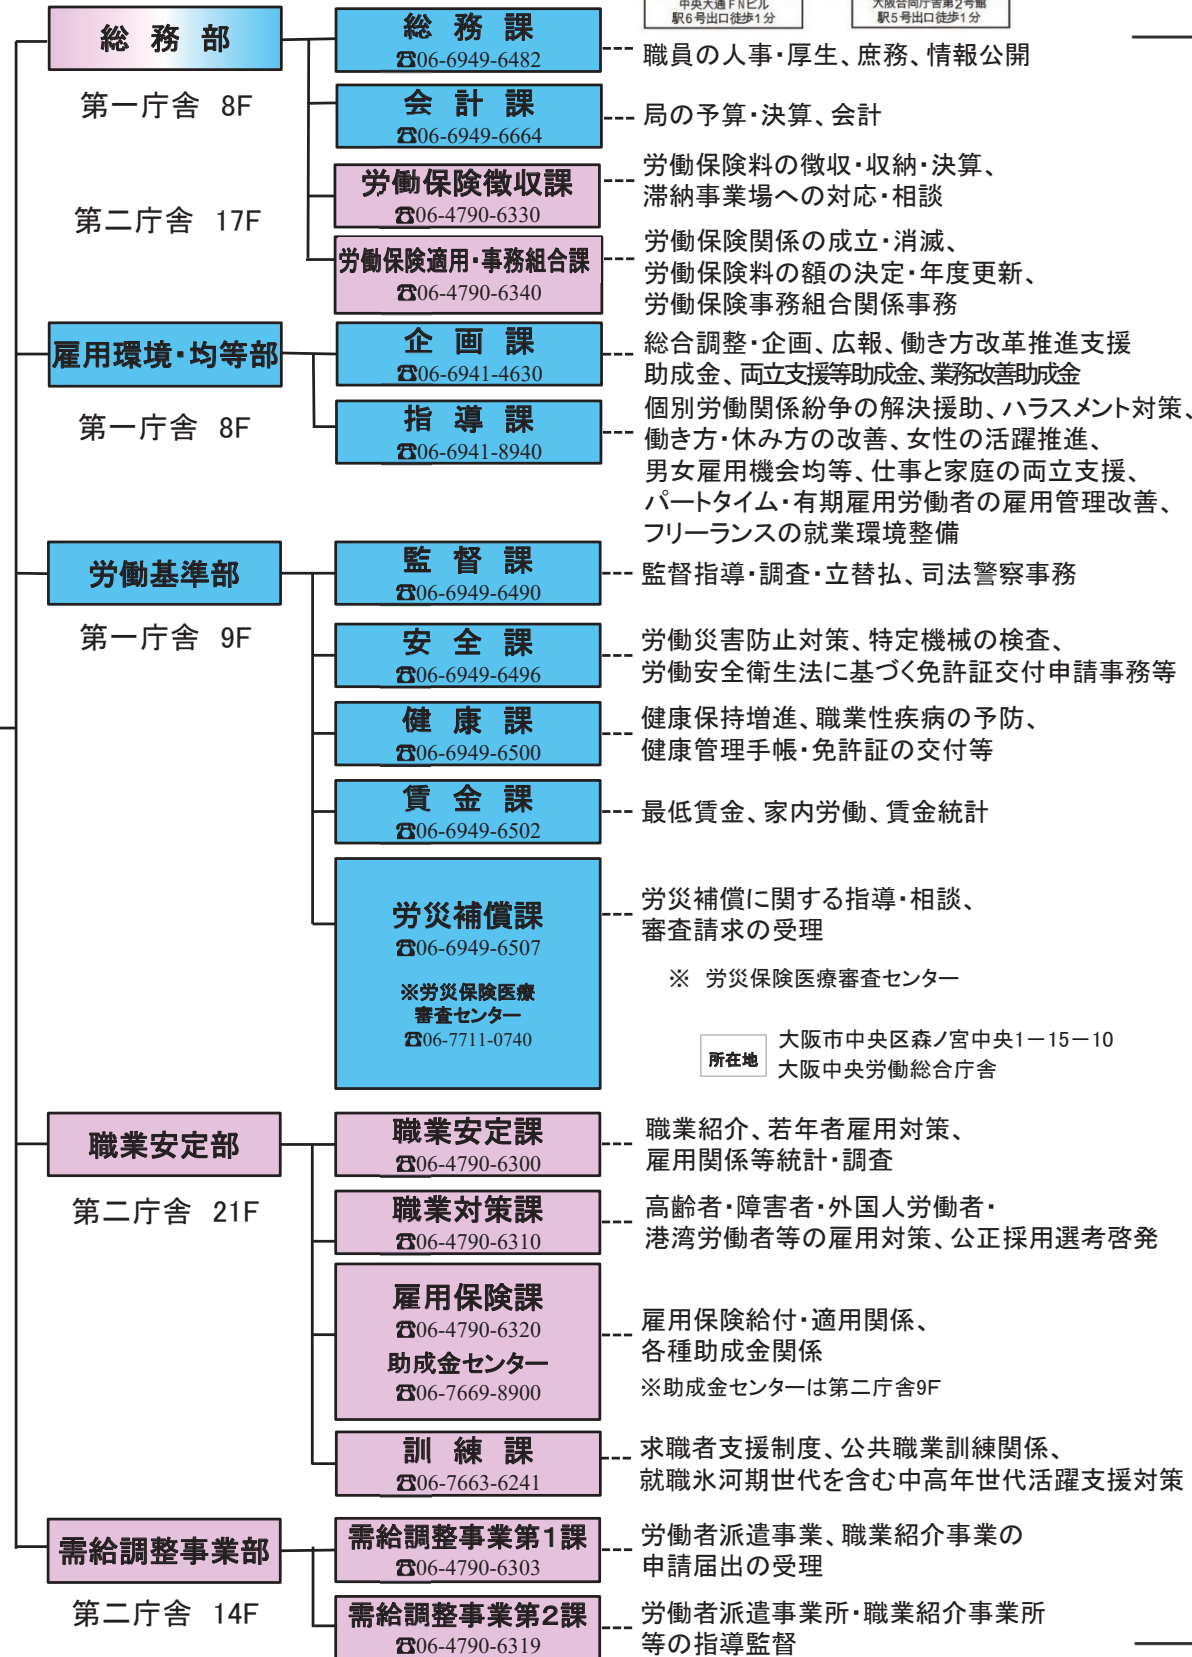 中央大通FNビル
駅6号出口徒歩1分
大阪合同庁舎第2号館
駅5号出口徒歩1分
総務部
第一庁舎 8F
第二庁舎 17F
総務課
☎06-6949-6482
職員の人事・厚生、庶務、情報公開
会計課
☎06-6949-6664
局の予算・決算、会計
労働保険徴収課
☎06-4790-6330
労働保険料の徴収・収納・決算、
滞納事業場への対応・相談
労働保険適用・事務組合課
☎06-4790-6340
労働保険関係の成立・消滅、
労働保険料の額の決定・年度更新、
労働保険事務組合関係事務
雇用環境・均等部
第一庁舎 8F
企画課
☎06-6941-4630
総合調整・企画、広報、働き方改革推進支援
助成金、両立支援等助成金、業務改善助成金
指導課
☎06-6941-8940
個別労働関係紛争の解決援助、ハラスメント対策、
働き方・休み方の改善、女性の活躍推進、
男女雇用機会均等、仕事と家庭の両立支援、
パートタイム・有期雇用労働者の雇用管理改善、
フリーランスの就業環境整備
労働基準部
第一庁舎 9F
監督課
☎06-6949-6490
監督指導・調査・立替払、司法警察事務
安全課
☎06-6949-6496
労働災害防止対策、特定機械の検査、
労働安全衛生法に基づく免許証交付申請事務等
健康課
☎06-6949-6500
健康保持増進、職業性疾病の予防、
健康管理手帳・免許証の交付等
賃金課
☎06-6949-6502
最低賃金、家内労働、賃金統計
労災補償課
☎06-6949-6507
※労災保険医療
審査センター
☎06-7711-0740
労災補償に関する指導・相談、
審査請求の受理
※ 労災保険医療審査センター
所在地
大阪市中央区森ノ宮中央1-15-10
大阪中央労働総合庁舎
職業安定部
第二庁舎 21F
職業安定課
☎06-4790-6300
職業紹介、若年者雇用対策、
雇用関係等統計・調査
職業対策課
☎06-4790-6310
高齢者・障害者・外国人労働者・
港湾労働者等の雇用対策、公正採用選考啓発
雇用保険課
☎06-4790-6320
助成金センター
☎06-7669-8900
雇用保険給付・適用関係、
各種助成金関係
※助成金センターは第二庁舎9F
訓練課
☎06-7663-6241
求職者支援制度、公共職業訓練関係、
就職氷河期世代を含む中高年世代活躍支援対策
需給調整事業部
第二庁舎 14F
需給調整事業第1課
☎06-4790-6303
労働者派遣事業、職業紹介事業の
申請届出の受理
需給調整事業第2課
☎06-4790-6319
労働者派遣事業所・職業紹介事業所
等の指導監督